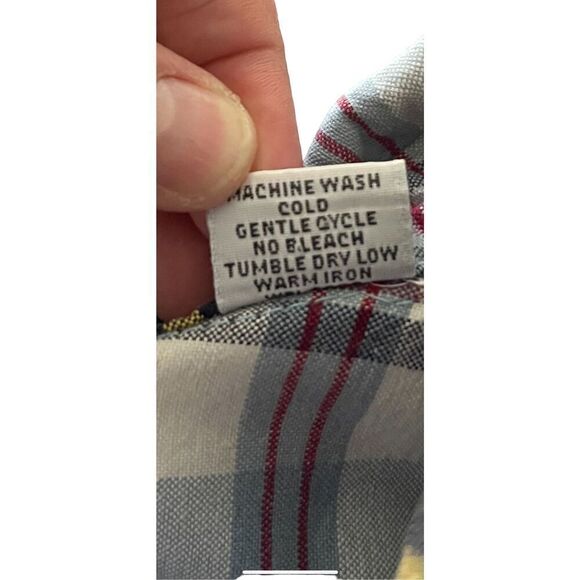 MACHINE WASH
COLD
GENTLE CYCLE
NO BLEACH
TUMBLE DRY LOW
WARM IRON